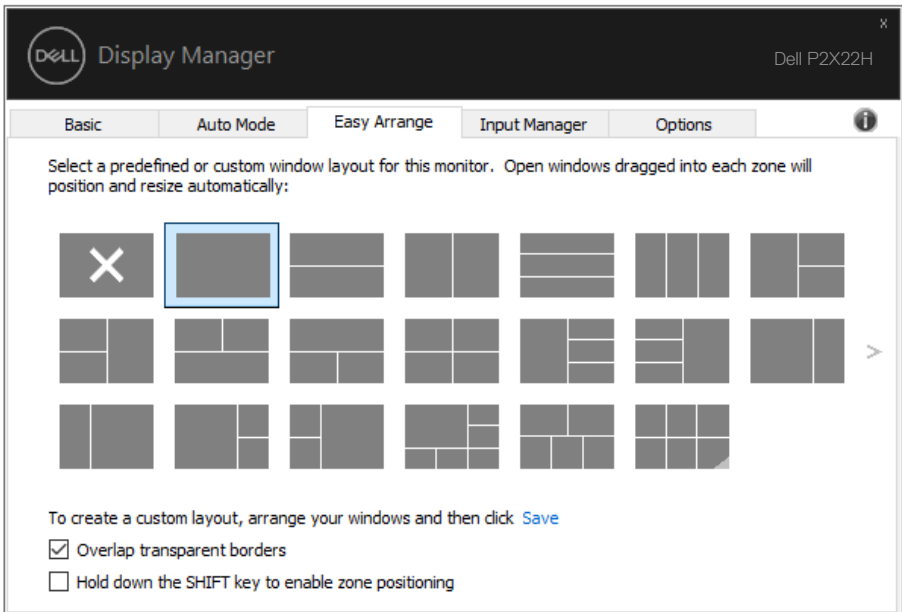 x
DELL Display Manager
Dell P2X22H
Basic Auto Mode Easy Arrange Input Manager Options
Select a predefined or custom window layout for this monitor. Open windows dragged into each zone will
position and resize automatically:
>
To create a custom layout, arrange your windows and then click Save
Overlap transparent borders
Hold down the SHIFT key to enable zone positioning